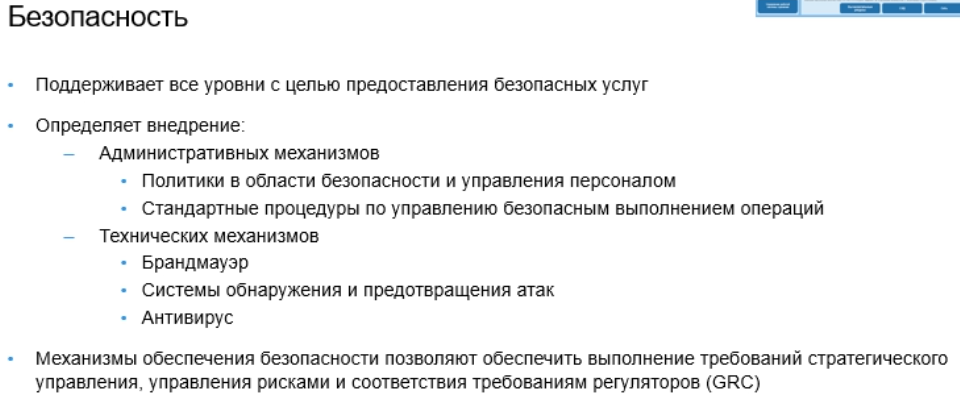 Безопасность
• Поддерживает все уровни с целью предоставления безопасных услуг
• Определяет внедрение:
– Административных механизмов
• Политики в области безопасности и управления персоналом
• Стандартные процедуры по управлению безопасным выполнением операций
– Технических механизмов
• Брандмауэр
• Системы обнаружения и предотвращения атак
• Антивирус
• Механизмы обеспечения безопасности позволяют обеспечить выполнение требований стратегического
управления, управления рисками и соответствия требованиям регуляторов (GRC)